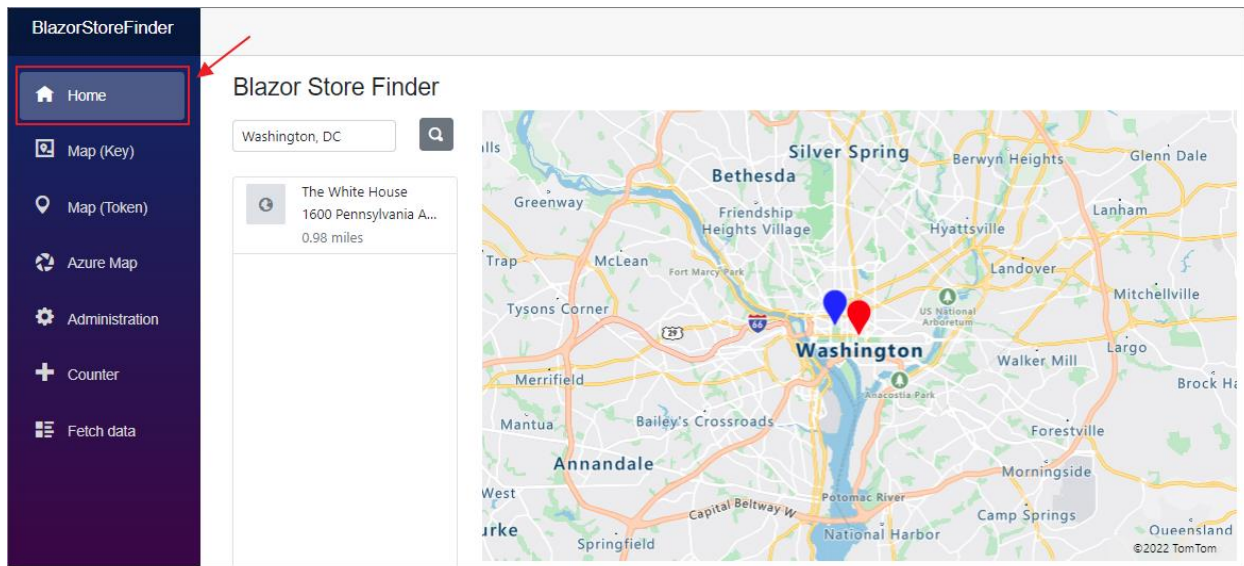 BlazorStoreFinder
Home
Map (Key)
Map (Token)
Azure Map
Administration
Counter
Fetch data
Blazor Store Finder
Washington, DC
The White House
1600 Pennsylvania A...
0.98 miles
lls
Silver Spring
Berwyn Heights
Glenn Dale
Bethesda
Greenway
Friendship
Heights Village
Lanham
Hyattsville
Trap
McLean
Fort Marcy Park
Landover
Mitchellville
Tysons Corner
US National
Arboretum
29
66
Washington
Walker Mill
Largo
Merrifield
Anacostia Park
Brock Ha
Mantua
Bailey's Crossroads
Forestville
Annandale
Morningside
West
Potomac River
Capital Beltway W
Camp Springs
urke
National Harbor
Queensland
Springfield
©2022 TomTom